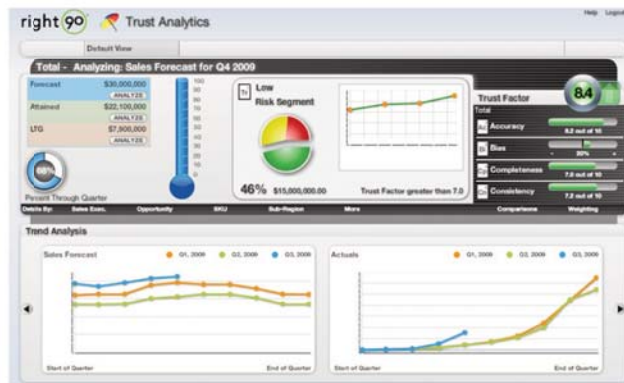 Help Logout
right90 Trust Analytics
Default View
Total - Analyzing: Sales Forecast for Q4 2009
Forecast $30,000,000
ANALYZE
Attained $22,100,000
ANALYZE
LTG $7,900,000
ANALYZE
Percent Through Quarter
100
90
80
70
60
50
40
30
20
10
0
Low
Risk Segment
46% $15,000,000.00
Trust Factor greater than 7.0
Trust Factor 8.4
Total
Accuracy
8.2 out of 10
Bias
- 20% +
Completeness
7.0 out of 10
Consistency
7.2 out of 10
Details By: Sales Exec. Opportunity SKU Sub-Region More Comparisons Weighting
Trend Analysis
Sales Forecast Q1, 2009 Q2, 2009 Q3, 2009
Start of Quarter End of Quarter
Actuals Q1, 2009 Q2, 2009 Q3, 2009
Start of Quarter End of Quarter